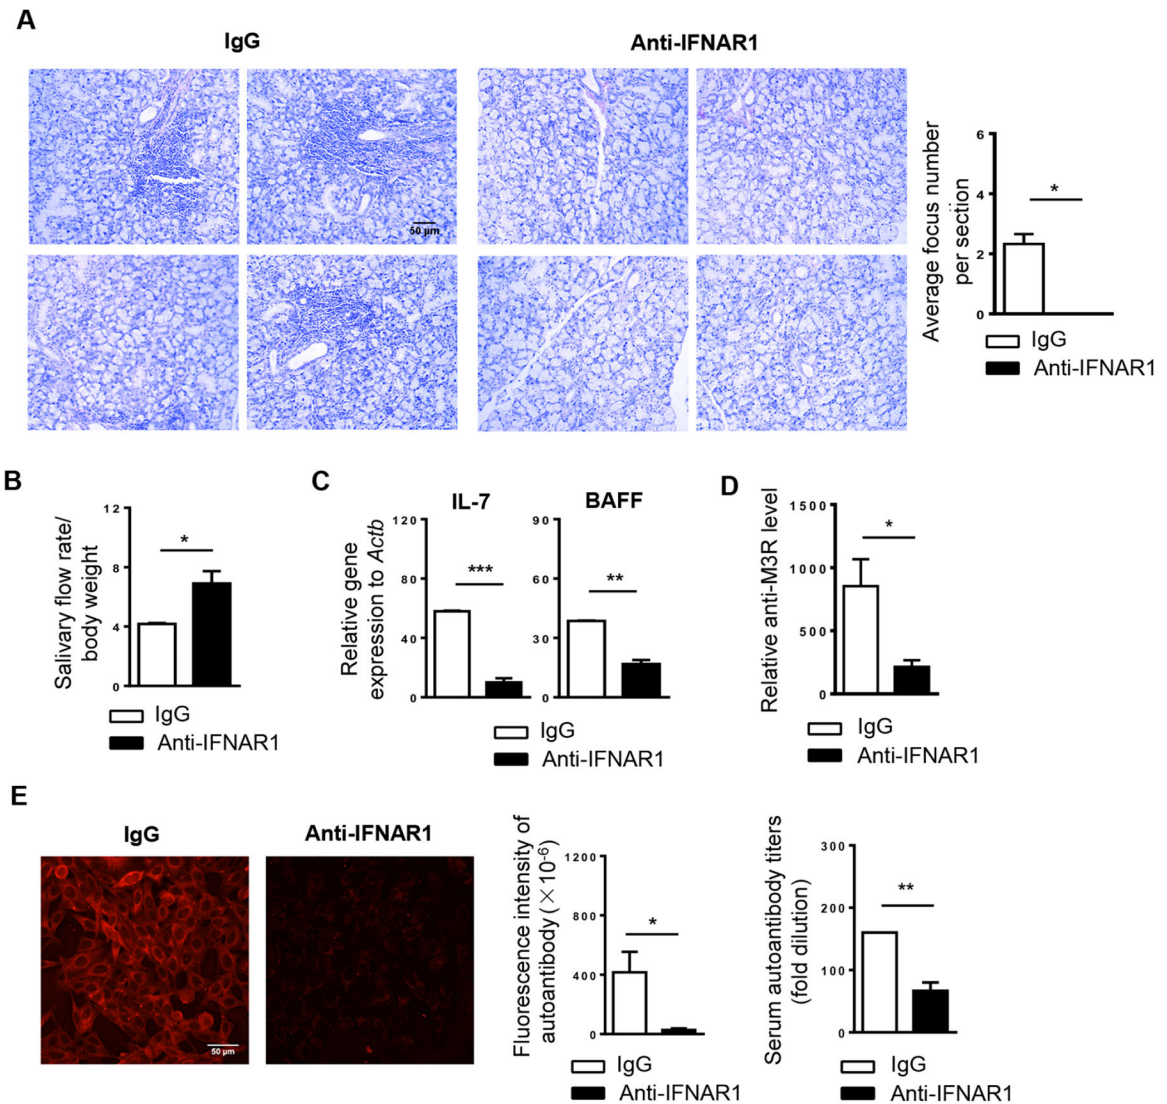 A
IgG
Anti-IFNAR1
50 µm
Average focus number
per section
6
4
2
0
*
IgG
Anti-IFNAR1
B
Salivary flow rate/
body weight
12
8
4
0
*
IgG
Anti-IFNAR1
C
Relative gene
expression to Actb
IL-7
120
80
40
0
***
BAFF
90
60
30
0
**
IgG
Anti-IFNAR1
D
Relative anti-M3R level
1500
1000
500
0
*
IgG
Anti-IFNAR1
E
IgG
Anti-IFNAR1
50 µm
Fluorescence intensity of
autoantibody (×10⁻⁶)
1200
800
400
0
*
IgG
Anti-IFNAR1
Serum autoantibody titers
(fold dilution)
300
200
100
0
**
IgG
Anti-IFNAR1